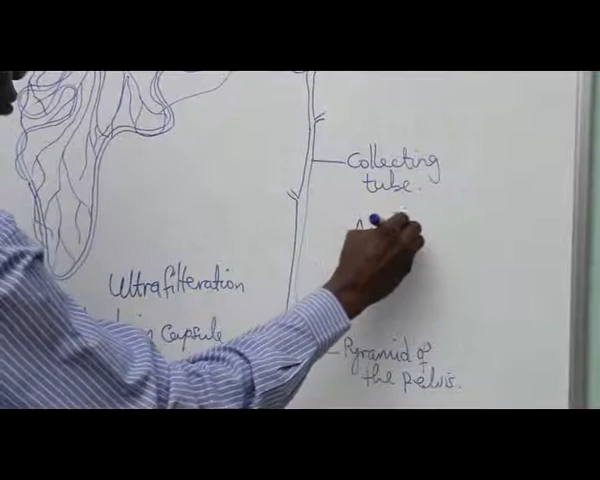 Collecting
tube.
A
Ultrafilteration
capsule
Pyramid of
the pelvis.